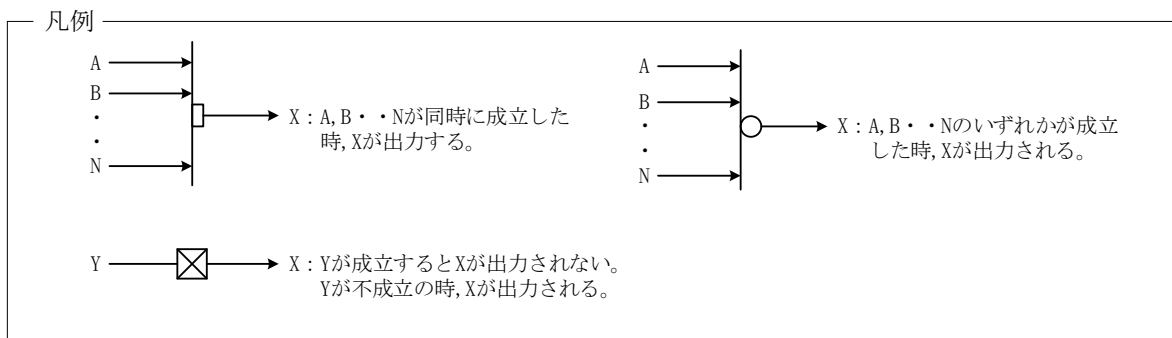 凡例
A
B
・
・
N
X：A,B・・Nが同時に成立した
時,Xが出力する。
A
B
・
・
N
X：A,B・・Nのいずれかが成立
した時,Xが出力される。
Y
X：Yが成立するとXが出力されない。
Yが不成立の時,Xが出力される。